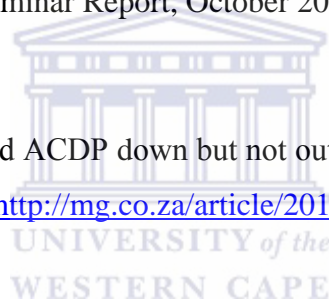 minar Report, October 20
d ACDP down but not out
http://mg.co.za/article/201
UNIVERSITY of the
WESTERN CAPE